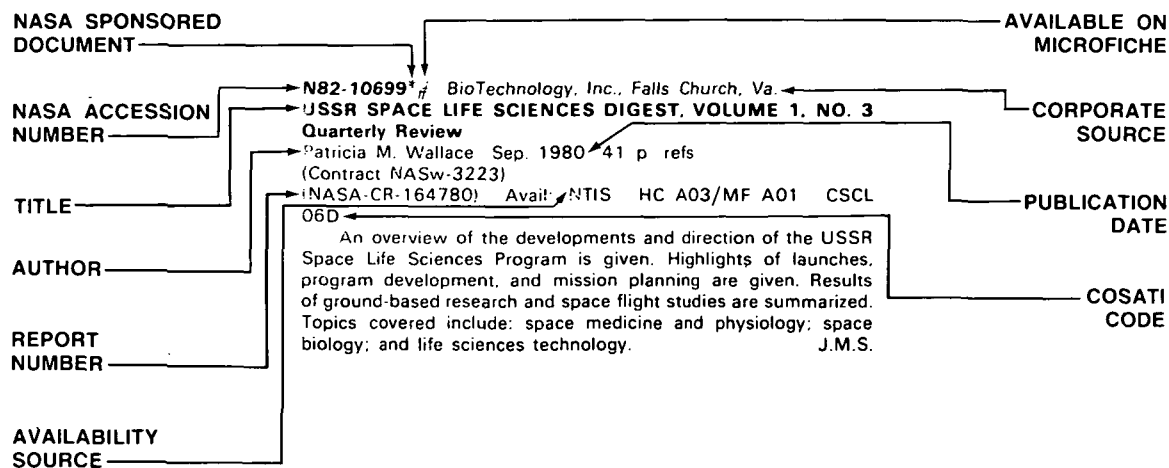 NASA SPONSORED
DOCUMENT
AVAILABLE ON
MICROFICHE
NASA ACCESSION
NUMBER
N82-10699*# BioTechnology, Inc., Falls Church, Va.
CORPORATE
SOURCE
TITLE
USSR SPACE LIFE SCIENCES DIGEST, VOLUME 1, NO. 3
Quarterly Review
AUTHOR
Patricia M. Wallace Sep. 1980 41 p refs
PUBLICATION
DATE
(Contract NASw-3223)
REPORT
NUMBER
(NASA-CR-164780) Avail: NTIS HC A03/MF A01 CSCL
AVAILABILITY
SOURCE
06D
COSATI
CODE
An overview of the developments and direction of the USSR
Space Life Sciences Program is given. Highlights of launches,
program development, and mission planning are given. Results
of ground-based research and space flight studies are summarized.
Topics covered include: space medicine and physiology; space
biology; and life sciences technology. J.M.S.